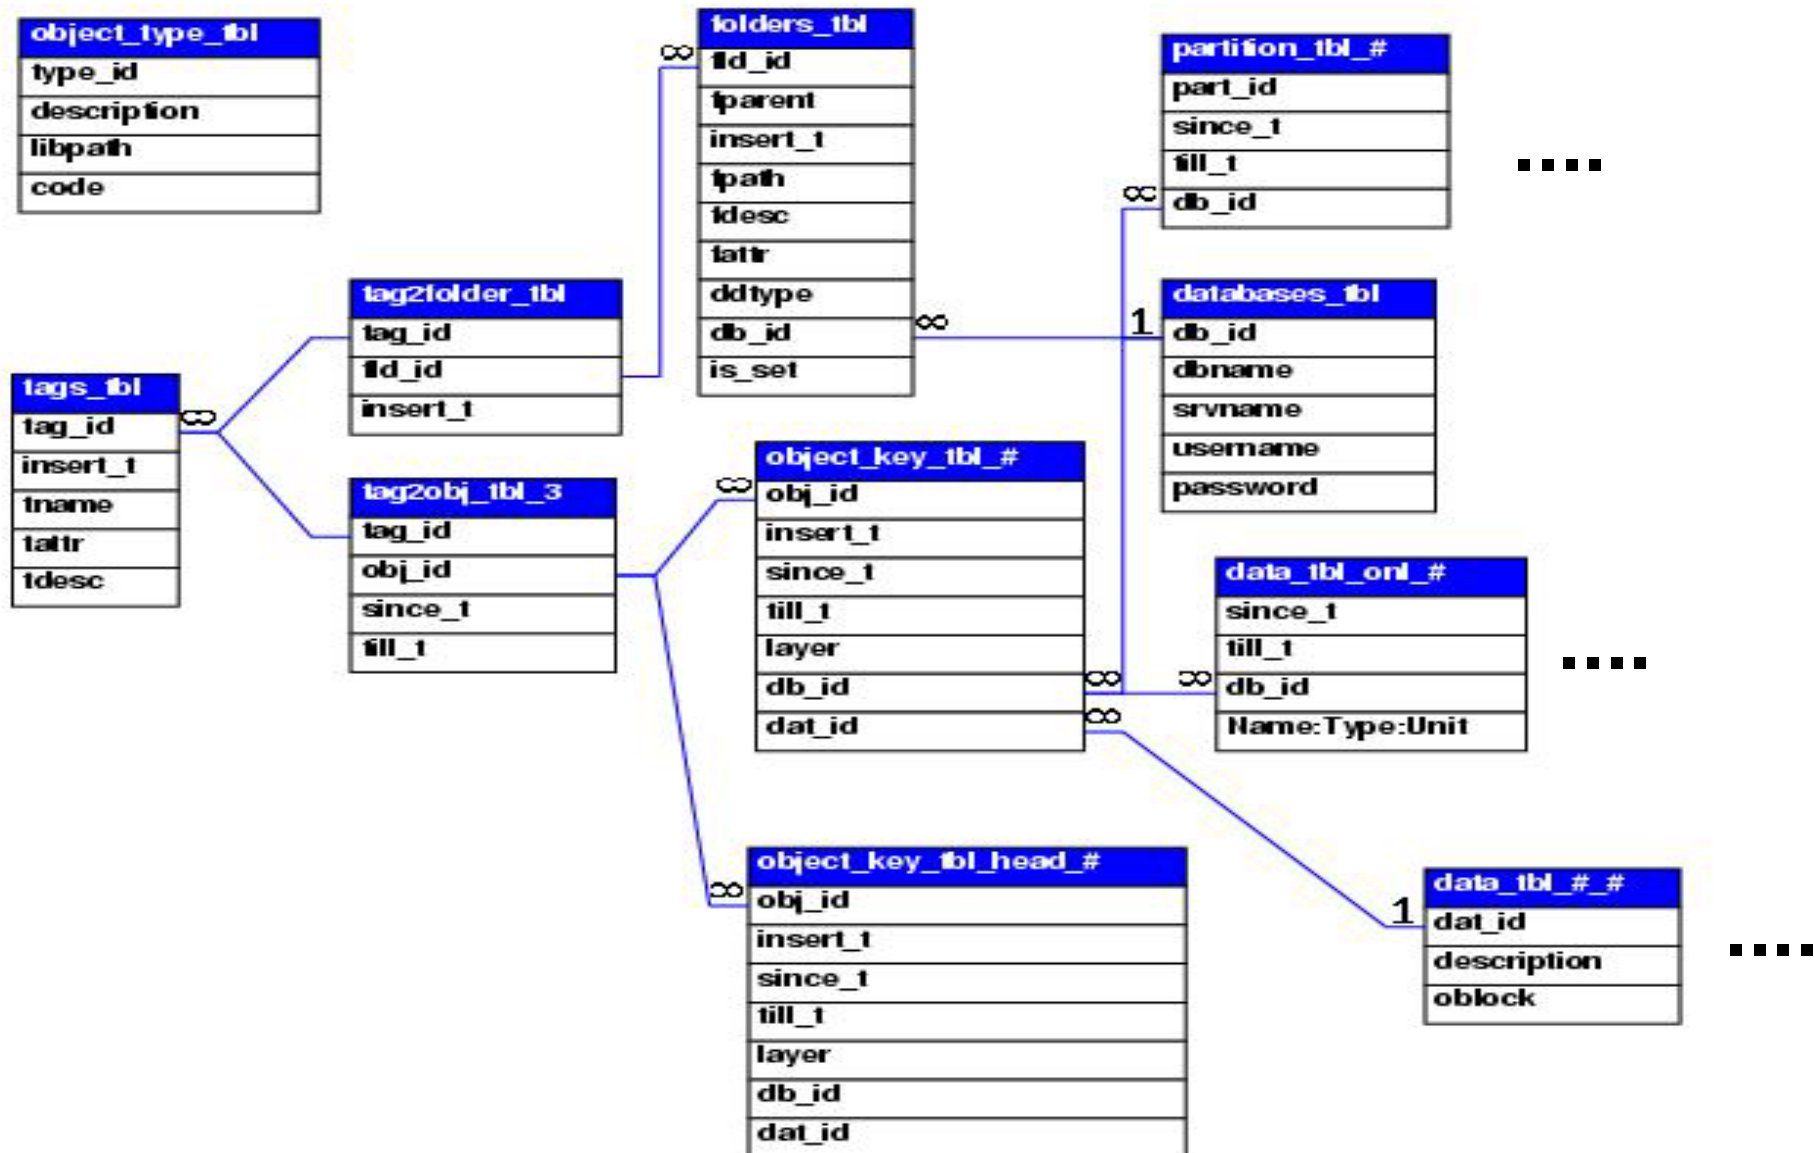 object_type_tbl
type_id
description
libpath
code
folders_tbl
fld_id
fparent
insert_t
fpath
fdesc
fattr
ddtype
db_id
is_set
partition_tbl_#
part_id
since_t
till_t
db_id
....
tag2folder_tbl
tag_id
fld_id
insert_t
databases_tbl
db_id
dbname
srvname
username
password
tags_tbl
tag_id
insert_t
tname
tattr
tdesc
tag2obj_tbl_3
tag_id
obj_id
since_t
till_t
object_key_tbl_#
obj_id
insert_t
since_t
till_t
layer
db_id
dat_id
data_tbl_onl_#
since_t
till_t
db_id
Name:Type:Unit
....
object_key_tbl_head_#
obj_id
insert_t
since_t
till_t
layer
db_id
dat_id
data_tbl_#_#
dat_id
description
oblock
....
∞
∞
∞
1
∞
∞
∞
∞
∞
∞
1